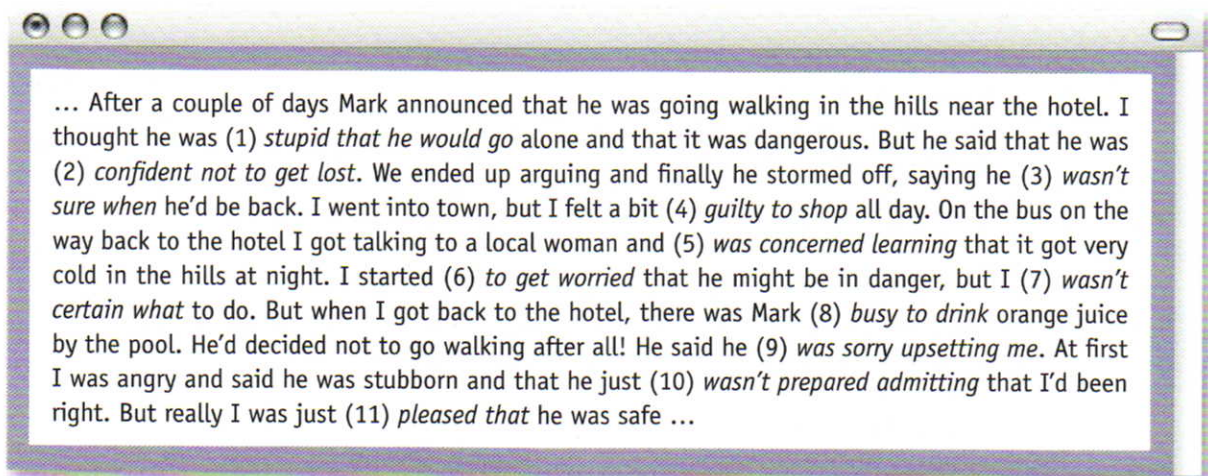 ... After a couple of days Mark announced that he was going walking in the hills near the hotel. I
thought he was (1) stupid that he would go alone and that it was dangerous. But he said that he was
(2) confident not to get lost. We ended up arguing and finally he stormed off, saying he (3) wasn't
sure when he'd be back. I went into town, but I felt a bit (4) guilty to shop all day. On the bus on the
way back to the hotel I got talking to a local woman and (5) was concerned learning that it got very
cold in the hills at night. I started (6) to get worried that he might be in danger, but I (7) wasn't
certain what to do. But when I got back to the hotel, there was Mark (8) busy to drink orange juice
by the pool. He'd decided not to go walking after all! He said he (9) was sorry upsetting me. At first
I was angry and said he was stubborn and that he just (10) wasn't prepared admitting that I'd been
right. But really I was just (11) pleased that he was safe ...